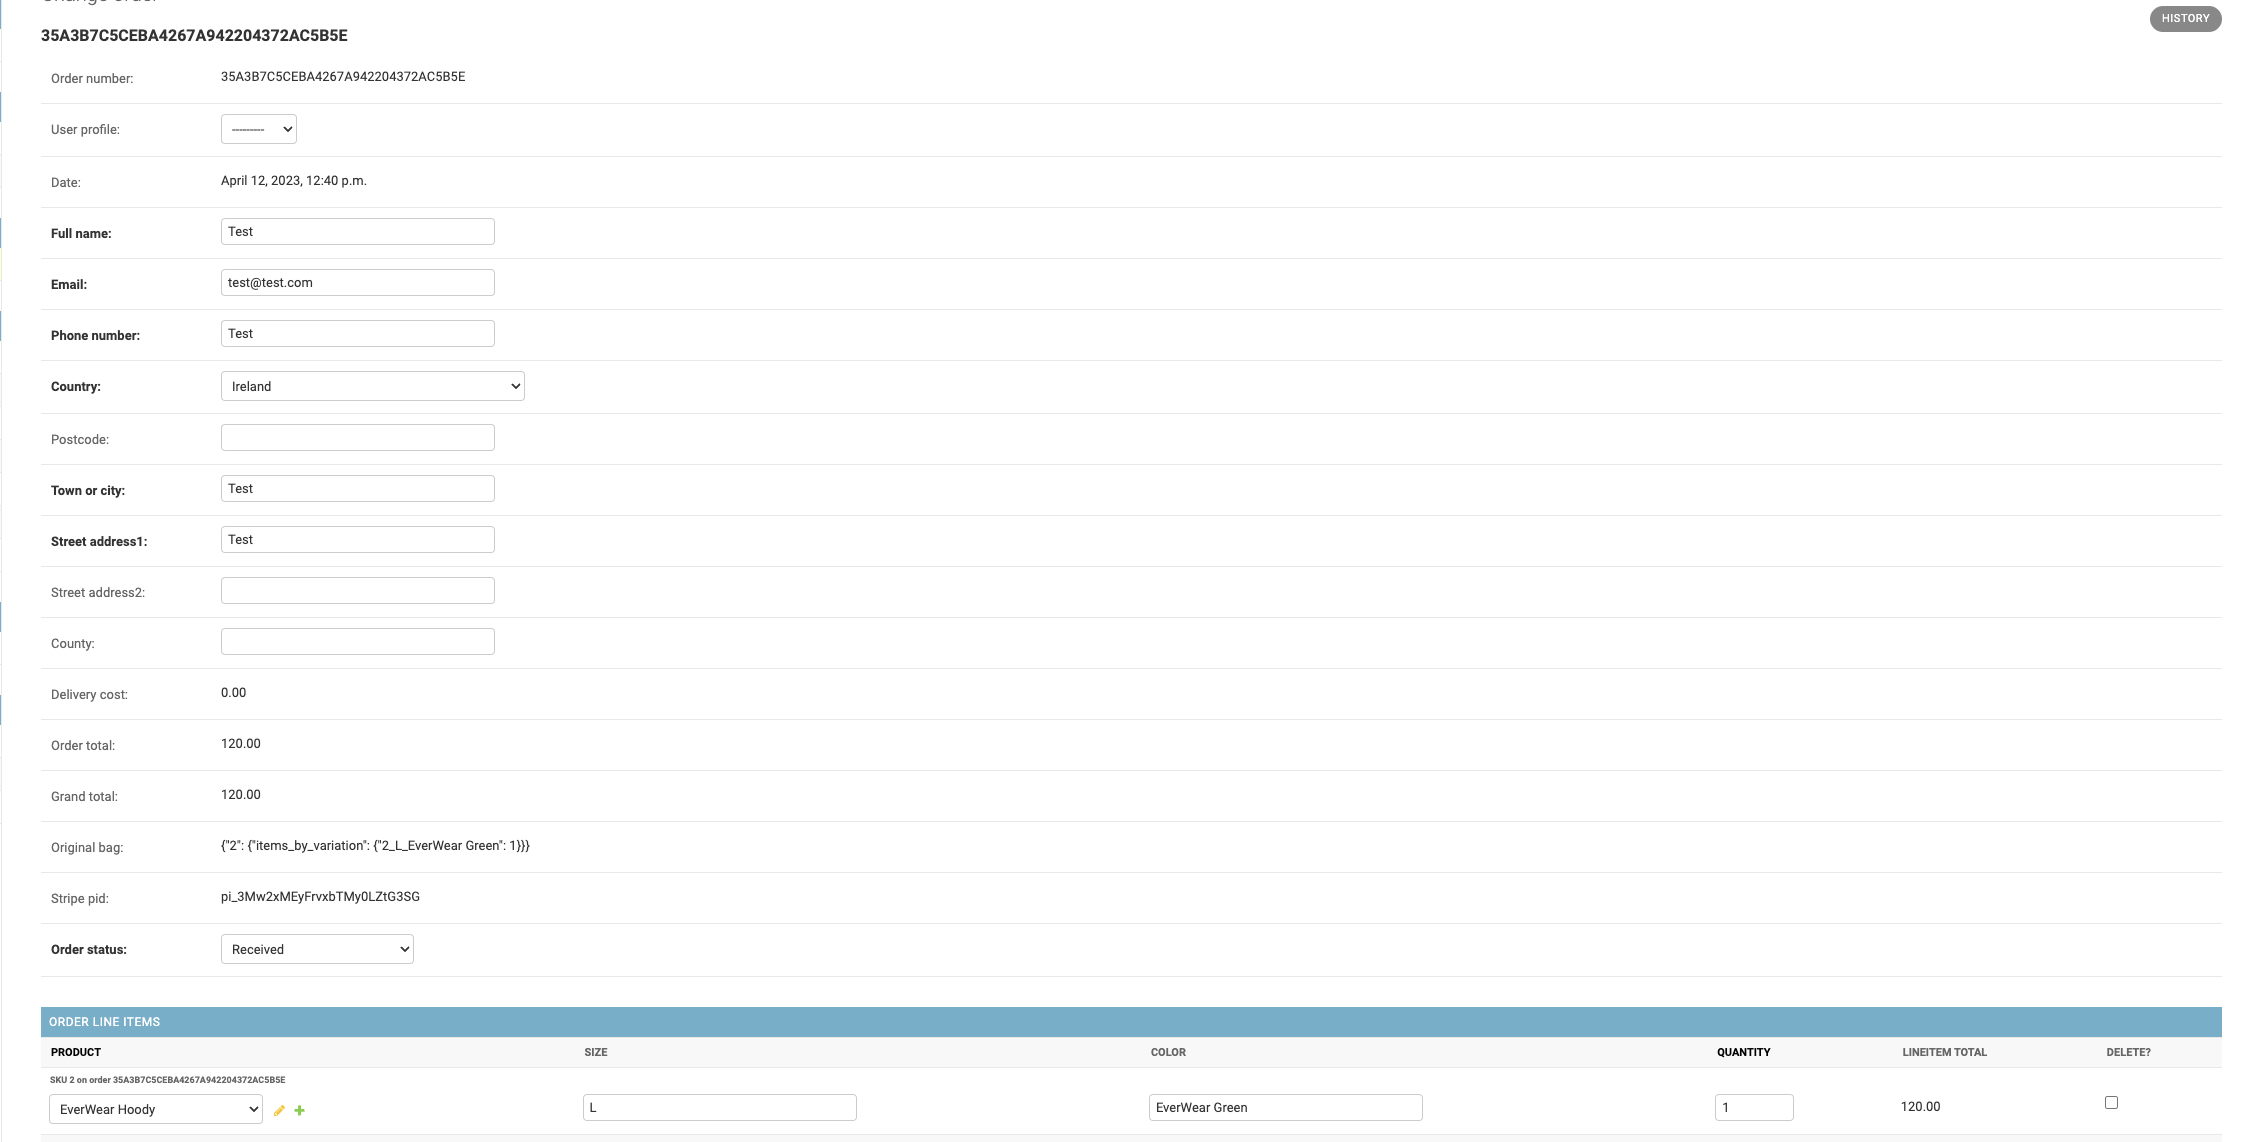 Change order
HISTORY
35A3B7C5CEBA4267A942204372AC5B5E
Order number: 35A3B7C5CEBA4267A942204372AC5B5E
User profile: ---------
Date: April 12, 2023, 12:40 p.m.
Full name: Test
Email: test@test.com
Phone number: Test
Country: Ireland
Postcode:
Town or city: Test
Street address1: Test
Street address2:
County:
Delivery cost: 0.00
Order total: 120.00
Grand total: 120.00
Original bag: {"2": {"items_by_variation": {"2_L_EverWear Green": 1}}}
Stripe pid: pi_3Mw2xMEyFrvxbTMy0LZtG3SG
Order status: Received
ORDER LINE ITEMS
PRODUCT SIZE COLOR QUANTITY LINEITEM TOTAL DELETE?
SKU 2 on order 35A3B7C5CEBA4267A942204372AC5B5E
EverWear Hoody L EverWear Green 1 120.00